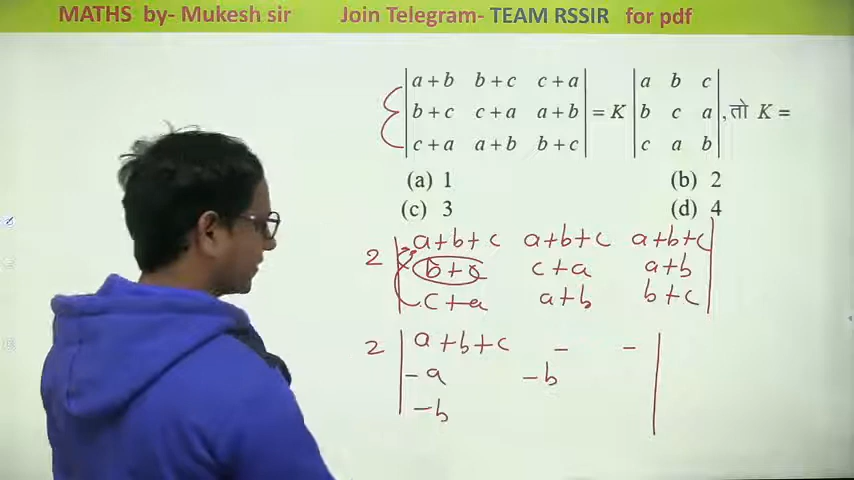 MATHS by- Mukesh sir Join Telegram- TEAM RSSIR for pdf
| a+b b+c c+a | | a b c |
| b+c c+a a+b | = K | b c a | , तो K =
| c+a a+b b+c | | c a b |
(a) 1 (b) 2
(c) 3 (d) 4
| a+b+c a+b+c a+b+c |
2 | b+c c+a a+b |
| c+a a+b b+c |
2 | a+b+c - - |
| -a -b |
| -b |